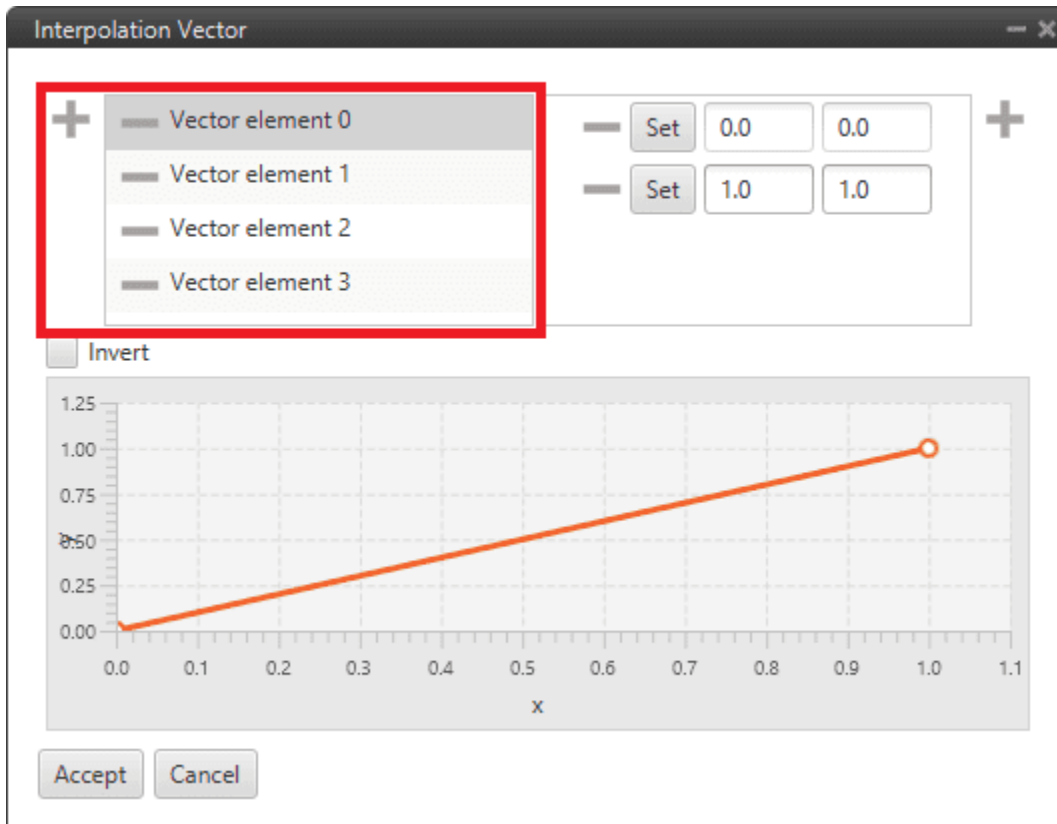 Interpolation Vector
Vector element 0
Vector element 1
Vector element 2
Vector element 3
Set 0.0 0.0
Set 1.0 1.0
Invert
1.25
1.00
0.75
0.50
0.25
0.00
y
0.0 0.1 0.2 0.3 0.4 0.5 0.6 0.7 0.8 0.9 1.0 1.1
x
Accept Cancel